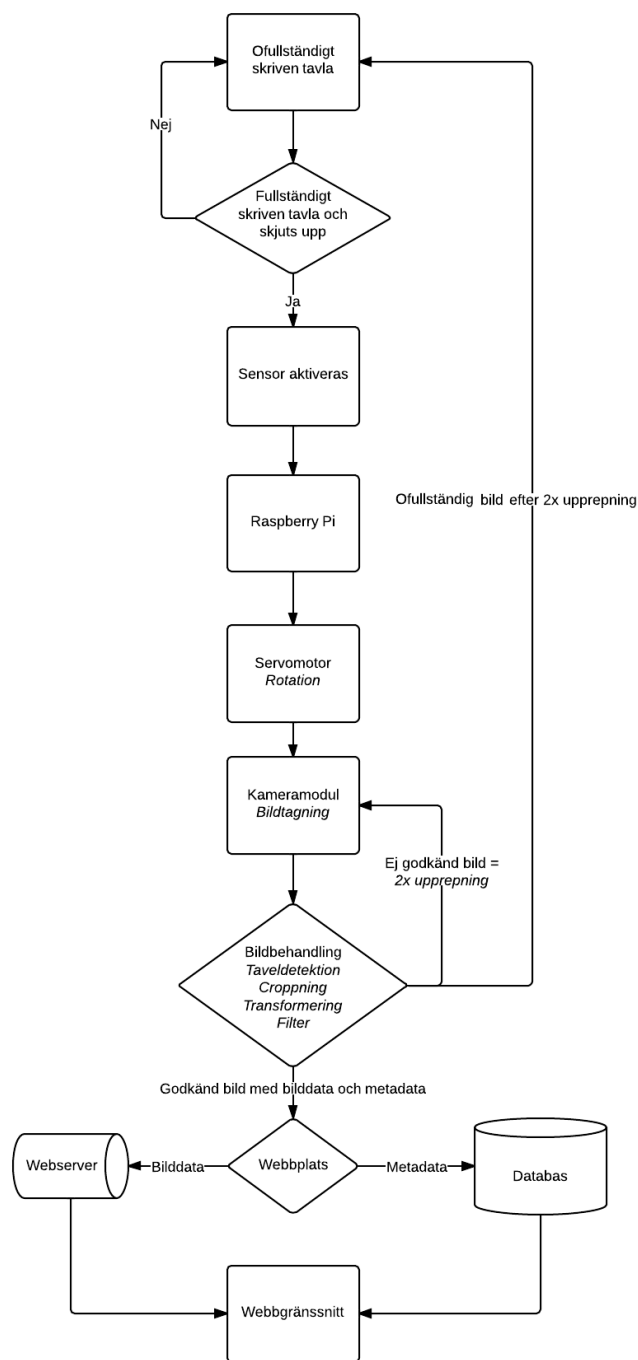 Ofullständigt
skriven tavla
Nej
Fullständigt
skriven tavla och
skjuts upp
Ja
Sensor aktiveras
Raspberry Pi
Ofullständig bild efter 2x upprepning
Servomotor
Rotation
Kameramodul
Bildtagning
Ej godkänd bild =
2x upprepning
Bildbehandling
Taveldetektion
Croppning
Transformering
Filter
Godkänd bild med bilddata och metadata
Webserver
Bilddata
Webbplats
Metadata
Databas
Webbgränssnitt